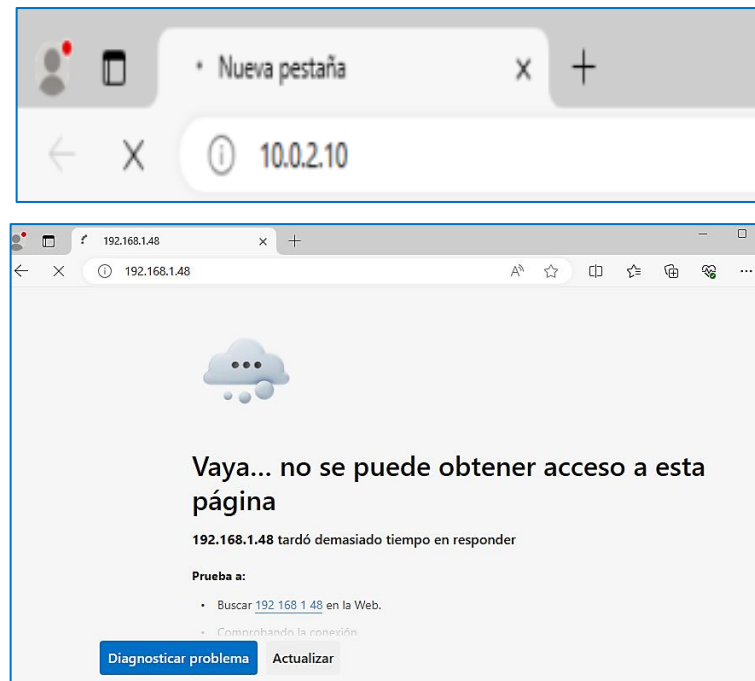 Nueva pestaña
10.0.2.10
192.168.1.48
192.168.1.48
Vaya... no se puede obtener acceso a esta
página
192.168.1.48 tardó demasiado tiempo en responder
Prueba a:
• Buscar 192 168 1 48 en la Web.
• Comprobando la conexión
Diagnosticar problema Actualizar